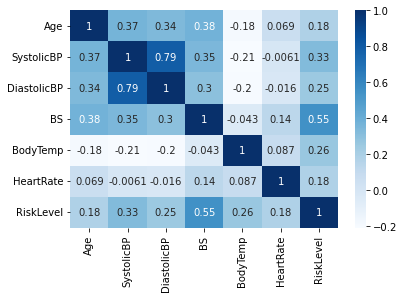 Age 1 0.37 0.34 0.38 -0.18 0.069 0.18
SystolicBP 0.37 1 0.79 0.35 -0.21 -0.0061 0.33
DiastolicBP 0.34 0.79 1 0.3 -0.2 -0.016 0.25
BS 0.38 0.35 0.3 1 -0.043 0.14 0.55
BodyTemp -0.18 -0.21 -0.2 -0.043 1 0.087 0.26
HeartRate 0.069 -0.0061 -0.016 0.14 0.087 1 0.18
RiskLevel 0.18 0.33 0.25 0.55 0.26 0.18 1
Age
SystolicBP
DiastolicBP
BS
BodyTemp
HeartRate
RiskLevel
1.0
0.8
0.6
0.4
0.2
0.0
−0.2